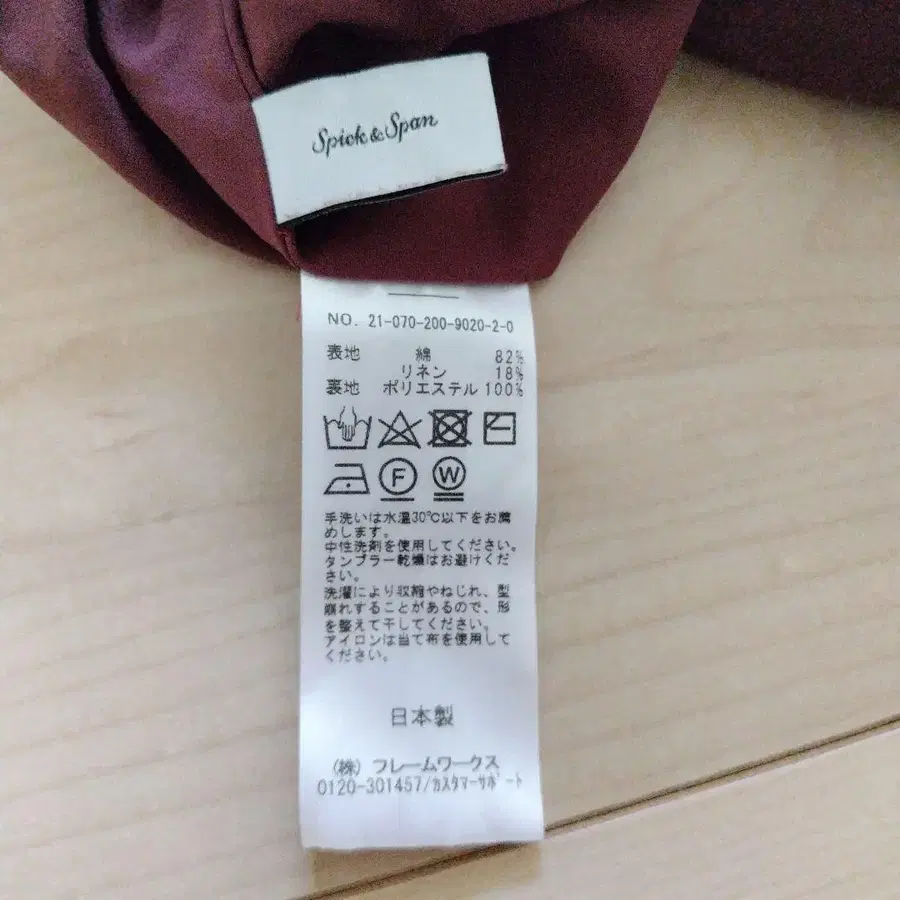 Spick & Span
NO. 21-070-200-9020-2-0
表地 綿 82%
リネン 18%
裏地 ポリエステル 100%
F W
手洗いは水温30℃以下をお薦
めします。
中性洗剤を使用してください。
タンブラー乾燥はお避けくだ
さい。
洗濯により収縮やねじれ、型
崩れすることがあるので、形
を整えて干してください。
アイロンは当て布を使用して
ください。
日本製
(株) フレームワークス
0120-301457/カスタマーサポート